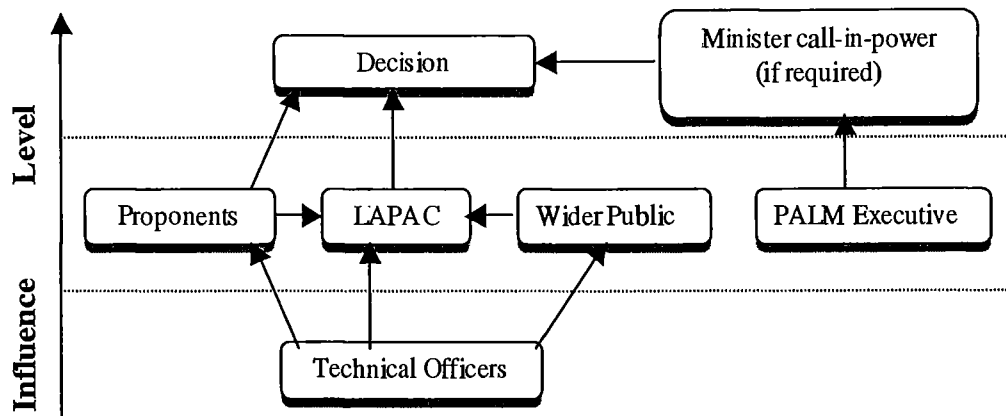 Decision
Minister call-in-power
(if required)
Proponents
LAPAC
Wider Public
PALM Executive
Technical Officers
Influence Level